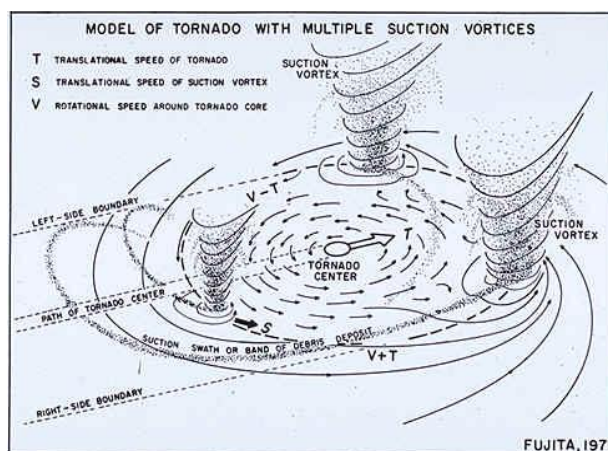 MODEL OF TORNADO WITH MULTIPLE SUCTION VORTICES
T TRANSLATIONAL SPEED OF TORNADO
S TRANSLATIONAL SPEED OF SUCTION VORTEX
V ROTATIONAL SPEED AROUND TORNADO CORE
SUCTION
VORTEX
LEFT-SIDE BOUNDARY
V-T
T
TORNADO
CENTER
SUCTION
VORTEX
PATH OF TORNADO CENTER
S
SUCTION SWATH OR BAND OF DEBRIS DEPOSIT
V+T
RIGHT-SIDE BOUNDARY
FUJITA, 197